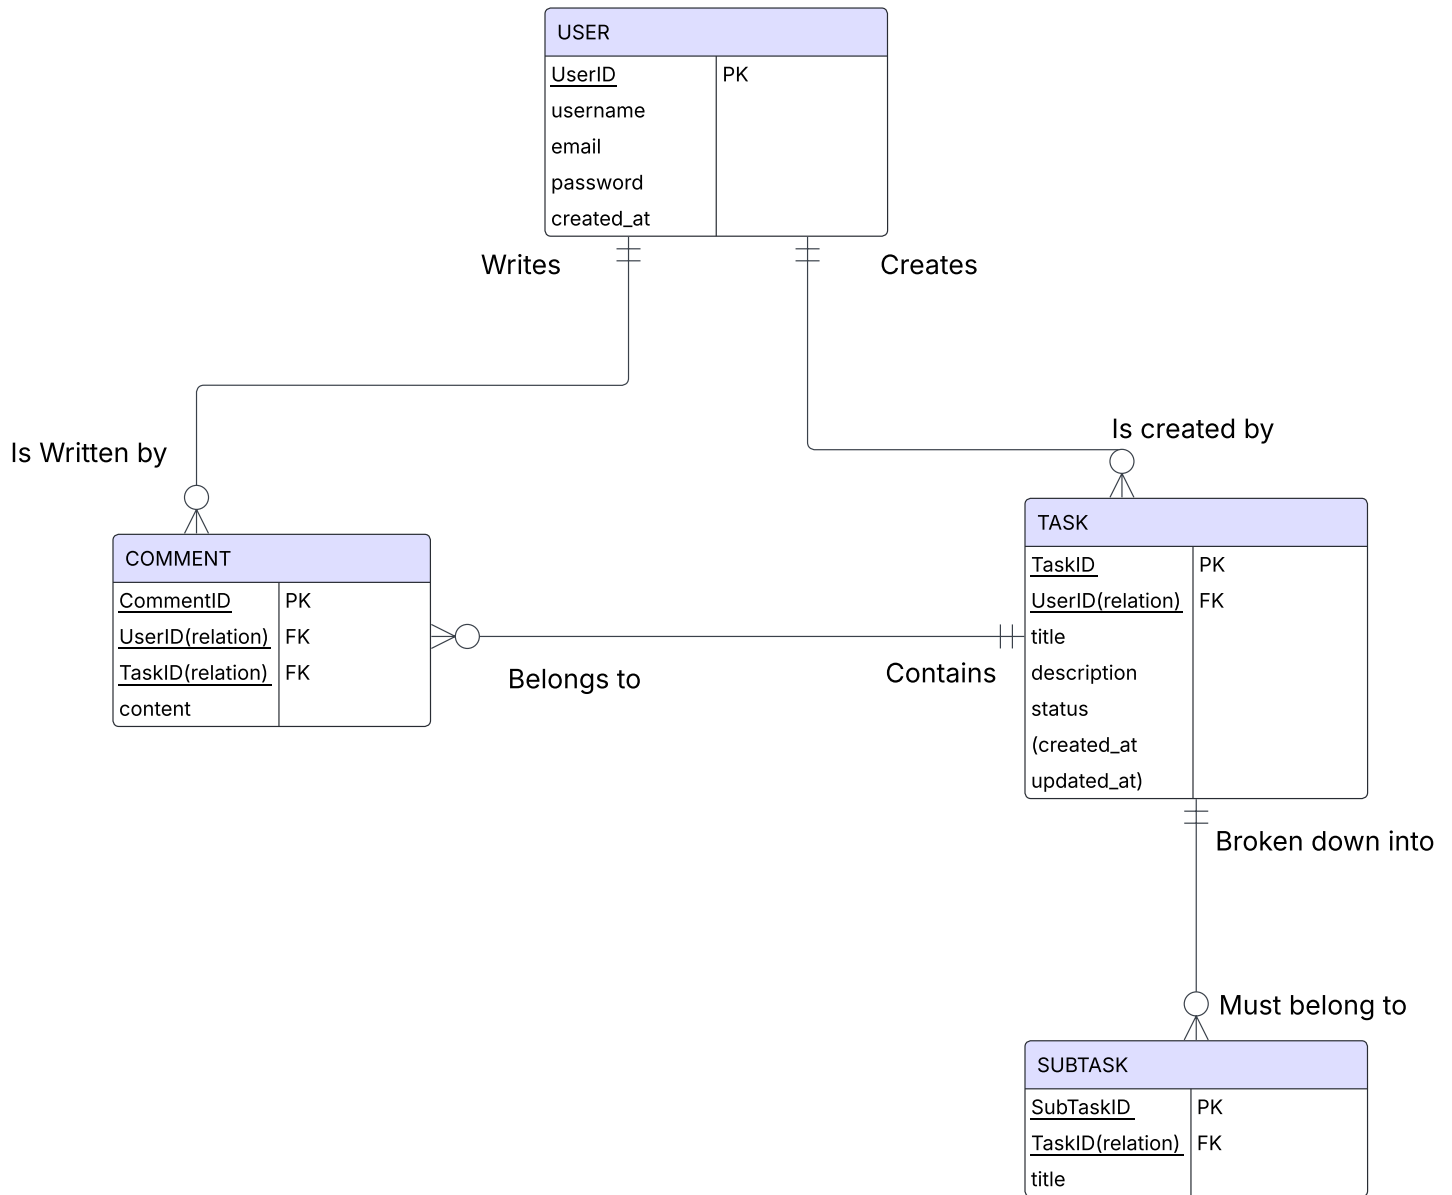 USER
UserID PK
username
email
password
created_at
Writes
Creates
Is Written by
Is created by
COMMENT
CommentID PK
UserID(relation) FK
TaskID(relation) FK
content
Belongs to
Contains
TASK
TaskID PK
UserID(relation) FK
title
description
status
(created_at
updated_at)
Broken down into
Must belong to
SUBTASK
SubTaskID PK
TaskID(relation) FK
title